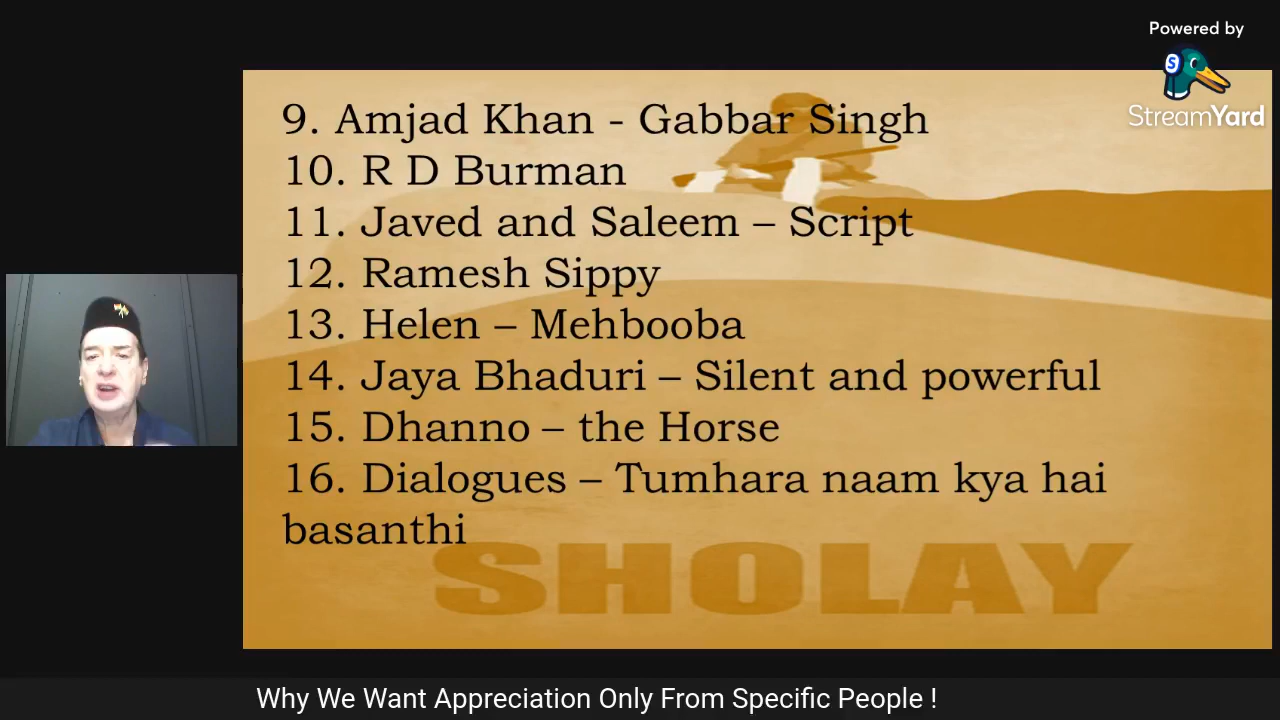 Powered by
StreamYard
9. Amjad Khan - Gabbar Singh
10. R D Burman
11. Javed and Saleem – Script
12. Ramesh Sippy
13. Helen – Mehbooba
14. Jaya Bhaduri – Silent and powerful
15. Dhanno – the Horse
16. Dialogues – Tumhara naam kya hai
basanthi
SHOLAY
Why We Want Appreciation Only From Specific People !